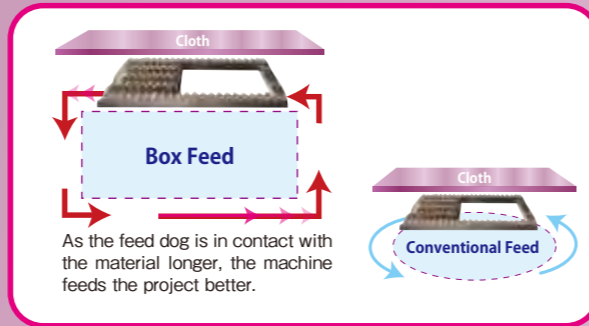 Cloth
Box Feed
As the feed dog is in contact with
the material longer, the machine
feeds the project better.
Cloth
Conventional Feed